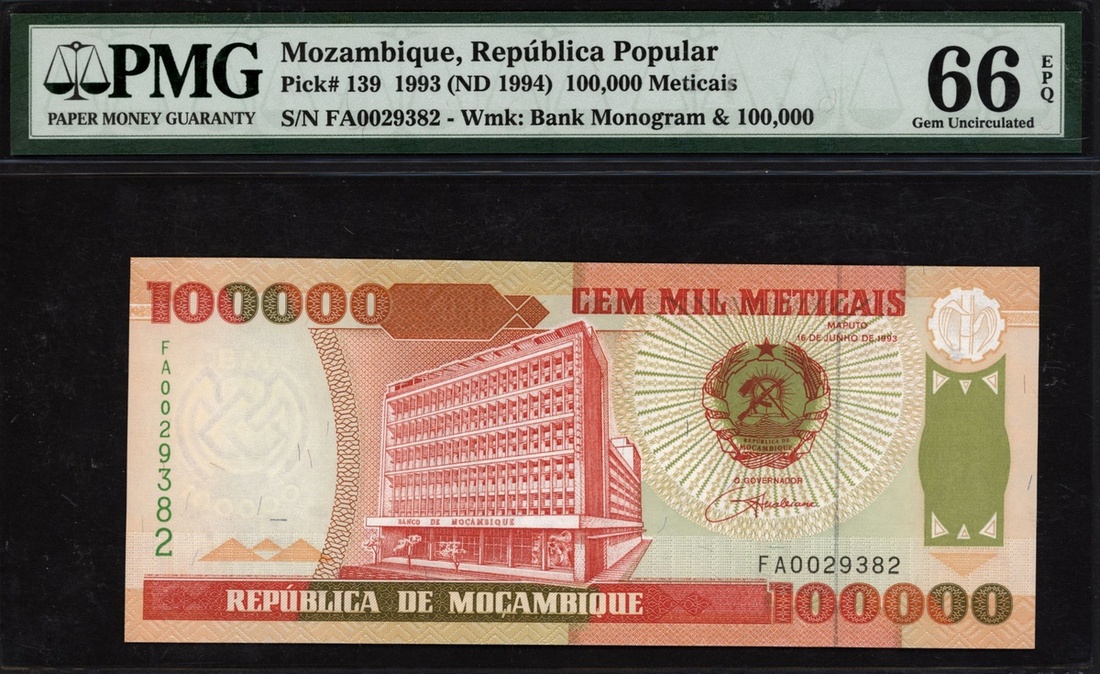 PMG
PAPER MONEY GUARANTY
Mozambique, República Popular
Pick# 139 1993 (ND 1994) 100,000 Meticais
S/N FA0029382 - Wmk: Bank Monogram & 100,000
66
EPQ
Gem Uncirculated
100000
CEM MIL METICAIS
MAPUTO
16 DE JUNHO DE 1993
FA0029382
REPÚBLICA DE
MOÇAMBIQUE
O GOVERNADOR
BANCO DE MOÇAMBIQUE
FA0029382
REPÚBLICA DE MOÇAMBIQUE
100000